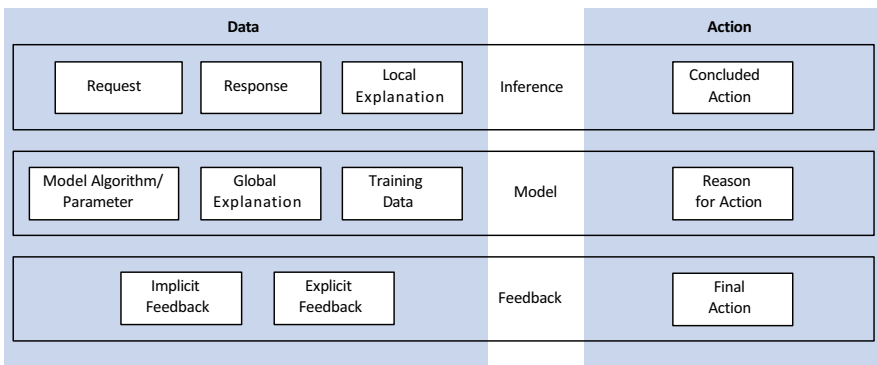 Data
Action
Request
Response
Local
Explanation
Inference
Concluded
Action
Model Algorithm/
Parameter
Global
Explanation
Training
Data
Model
Reason
for Action
Implicit
Feedback
Explicit
Feedback
Feedback
Final
Action